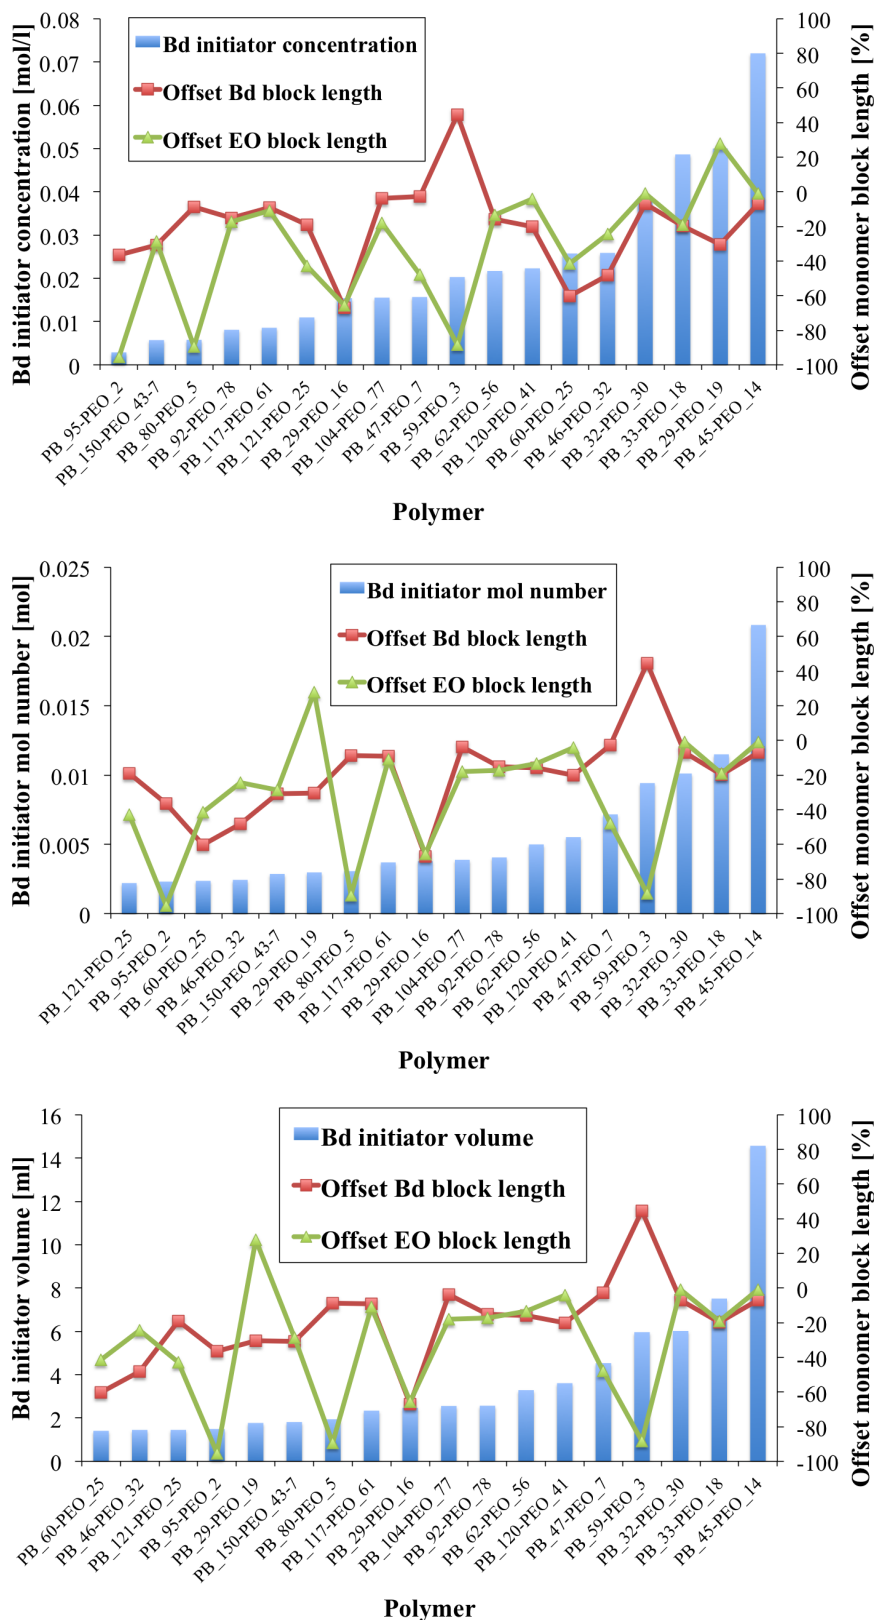 Bd initiator concentration [mol/l]
0.08
0.07
0.06
0.05
0.04
0.03
0.02
0.01
0
Bd initiator concentration
Offset Bd block length
Offset EO block length
100
80
60
40
20
0
-20
-40
-60
-80
-100
Offset monomer block length [%]
PB_95-PEO_2
PB_150-PEO_43-7
PB_80-PEO_5
PB_92-PEO_78
PB_117-PEO_61
PB_121-PEO_25
PB_29-PEO_16
PB_104-PEO_77
PB_47-PEO_7
PB_59-PEO_3
PB_62-PEO_56
PB_120-PEO_41
PB_60-PEO_25
PB_46-PEO_32
PB_32-PEO_30
PB_33-PEO_18
PB_29-PEO_19
PB_45-PEO_14
Polymer
Bd initiator mol number [mol]
0.025
0.02
0.015
0.01
0.005
0
Bd initiator mol number
Offset Bd block length
Offset EO block length
100
80
60
40
20
0
-20
-40
-60
-80
-100
Offset monomer block length [%]
PB_121-PEO_25
PB_95-PEO_2
PB_60-PEO_25
PB_46-PEO_32
PB_150-PEO_43-7
PB_29-PEO_19
PB_80-PEO_5
PB_117-PEO_61
PB_29-PEO_16
PB_104-PEO_77
PB_92-PEO_78
PB_62-PEO_56
PB_120-PEO_41
PB_47-PEO_7
PB_59-PEO_3
PB_32-PEO_30
PB_33-PEO_18
PB_45-PEO_14
Polymer
Bd initiator volume [ml]
16
14
12
10
8
6
4
2
0
Bd initiator volume
Offset Bd block length
Offset EO block length
100
80
60
40
20
0
-20
-40
-60
-80
-100
Offset monomer block length [%]
PB_60-PEO_25
PB_46-PEO_32
PB_121-PEO_25
PB_95-PEO_2
PB_29-PEO_19
PB_150-PEO_43-7
PB_80-PEO_5
PB_117-PEO_61
PB_29-PEO_16
PB_104-PEO_77
PB_92-PEO_78
PB_62-PEO_56
PB_120-PEO_41
PB_47-PEO_7
PB_59-PEO_3
PB_32-PEO_30
PB_33-PEO_18
PB_45-PEO_14
Polymer